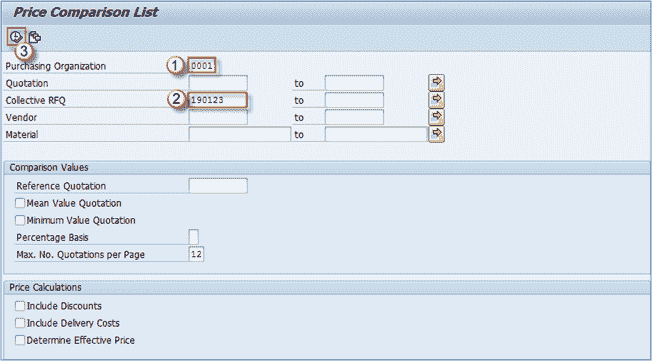 Price Comparison List
3
Purchasing Organization 1 0001
Quotation to
Collective RFQ 2 190123 to
Vendor to
Material to
Comparison Values
Reference Quotation
Mean Value Quotation
Minimum Value Quotation
Percentage Basis
Max. No. Quotations per Page 12
Price Calculations
Include Discounts
Include Delivery Costs
Determine Effective Price